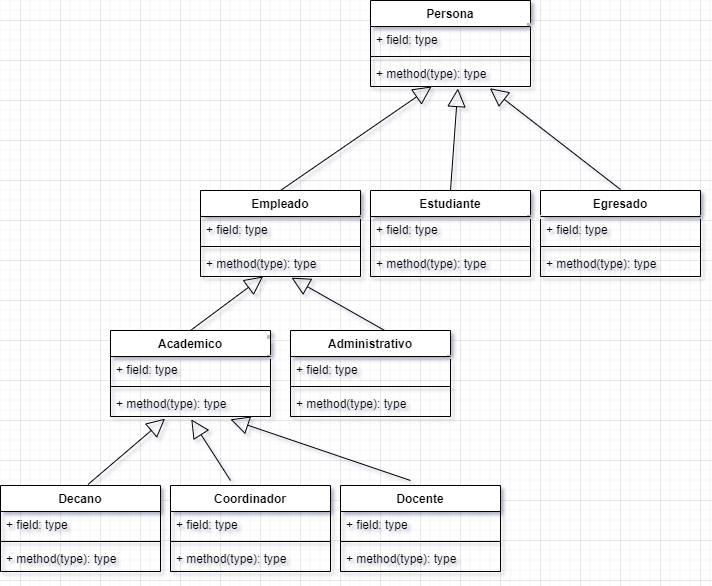 Persona
+ field: type
+ method(type): type
Empleado
+ field: type
+ method(type): type
Estudiante
+ field: type
+ method(type): type
Egresado
+ field: type
+ method(type): type
Academico
+ field: type
+ method(type): type
Administrativo
+ field: type
+ method(type): type
Decano
+ field: type
+ method(type): type
Coordinador
+ field: type
+ method(type): type
Docente
+ field: type
+ method(type): type